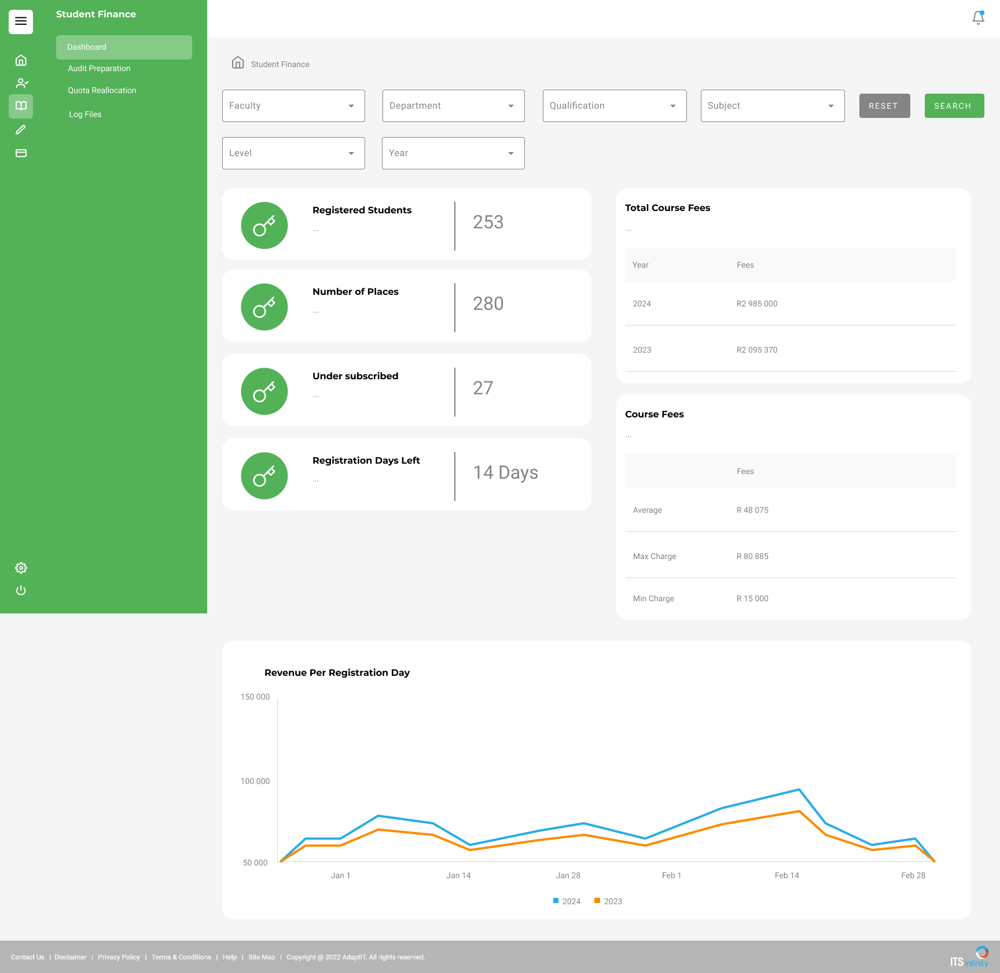 Student Finance
Dashboard
Audit Preparation
Quota Reallocation
Log Files
Student Finance
Faculty
Department
Qualification
Subject
RESET
SEARCH
Level
Year
Registered Students
...
253
Number of Places
...
280
Under subscribed
...
27
Registration Days Left
...
14 Days
Total Course Fees
...
Year Fees
2024 R2 985 000
2023 R2 095 370
Course Fees
...
Fees
Average R 48 075
Max Charge R 80 885
Min Charge R 15 000
Revenue Per Registration Day
150 000
100 000
50 000
Jan 1 Jan 14 Jan 28 Feb 1 Feb 14 Feb 28
2024 2023
Contact Us | Disclaimer | Privacy Policy | Terms & Conditions | Help | Site Map | Copyright @ 2022 AdaptIT. All rights reserved.
ITS Infinity